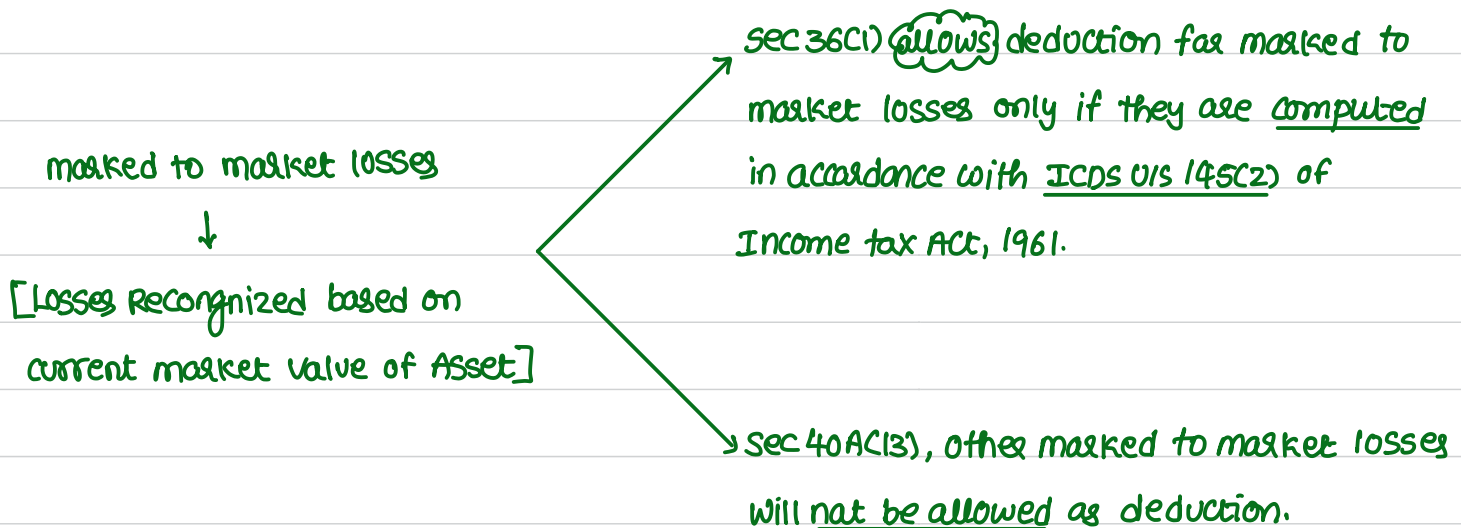 marked to market losses
[Losses Recongnized based on
current market value of Asset]
Sec 36(1) allows deduction for marked to
market losses only if they are computed
in accordance with ICDS U/S 145(2) of
Income tax Act, 1961.
Sec 40A(13), other marked to market losses
will not be allowed as deduction.